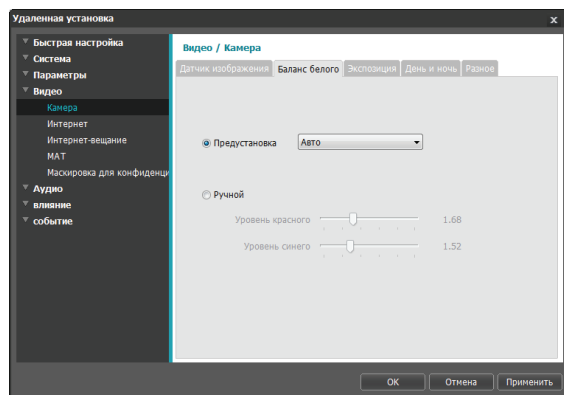 Удаленная установка
x
Быстрая настройка
Система
Параметры
Видео
Камера
Интернет
Интернет-вещание
MAT
Маскировка для конфиденци
Аудио
влияние
событие
Видео / Камера
Датчик изображения Баланс белого Экспозиция День и ночь Разное
Предустановка Авто
Ручной
Уровень красного 1.68
Уровень синего 1.52
OK Отмена Применить